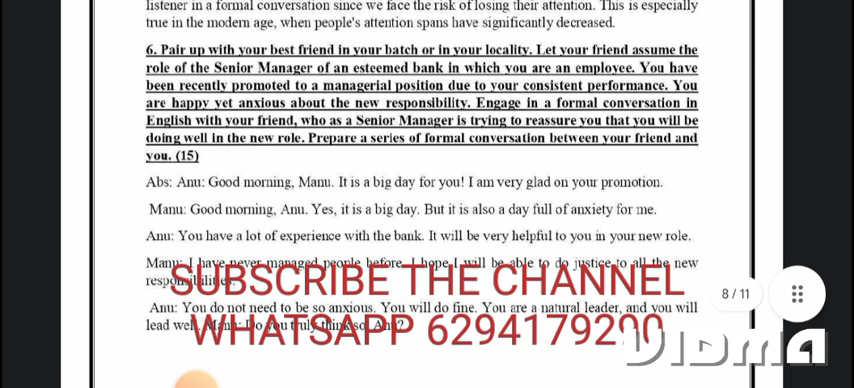 listener in a formal conversation since we face the risk of losing their attention. This is especially
true in the modern age, when people's attention spans have significantly decreased.
6. Pair up with your best friend in your batch or in your locality. Let your friend assume the
role of the Senior Manager of an esteemed bank in which you are an employee. You have
been recently promoted to a managerial position due to your consistent performance. You
are happy yet anxious about the new responsibility. Engage in a formal conversation in
English with your friend, who as a Senior Manager is trying to reassure you that you will be
doing well in the new role. Prepare a series of formal conversation between your friend and
you. (15)
Abs: Anu: Good morning, Manu. It is a big day for you! I am very glad on your promotion.
Manu: Good morning, Anu. Yes, it is a big day. But it is also a day full of anxiety for me.
Anu: You have a lot of experience with the bank. It will be very helpful to you in your new role.
Manu: I have never managed people before. I hope I will be able to do justice to all the new
responsibilities.
SUBSCRIBE THE CHANNEL
8 / 11
Anu: You do not need to be so anxious. You will do fine. You are a natural leader, and you will
lead well. Manu: Do you truly think so, Anu?
WHATSAPP 6294179200